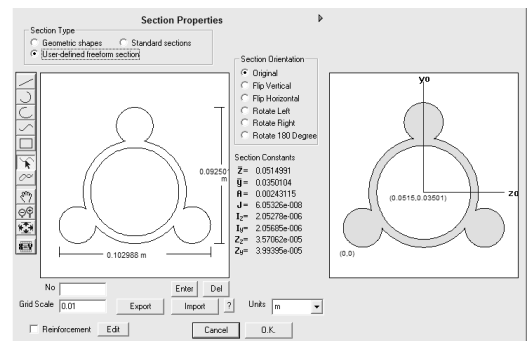 Section Properties
Section Type
Geometric shapes
Standard sections
User-defined freeform section
Section Orientation
Original
Flip Vertical
Flip Horizontal
Rotate Left
Rotate Right
Rotate 180 Degree
Section Constants
z̅= 0.0514991
y̅= 0.0350104
A= 0.00243115
J= 6.05326e-008
Iz= 2.05278e-006
Iy= 2.05685e-006
Zz= 3.57062e-005
Zy= 3.99395e-005
0.092501
m
0.102988 m
yo
zo
(0.0515,0.03501)
(0,0)
No
Enter
Del
Grid Scale
0.01
Export
Import
?
Units
m
Reinforcement
Edit
Cancel
O.K.